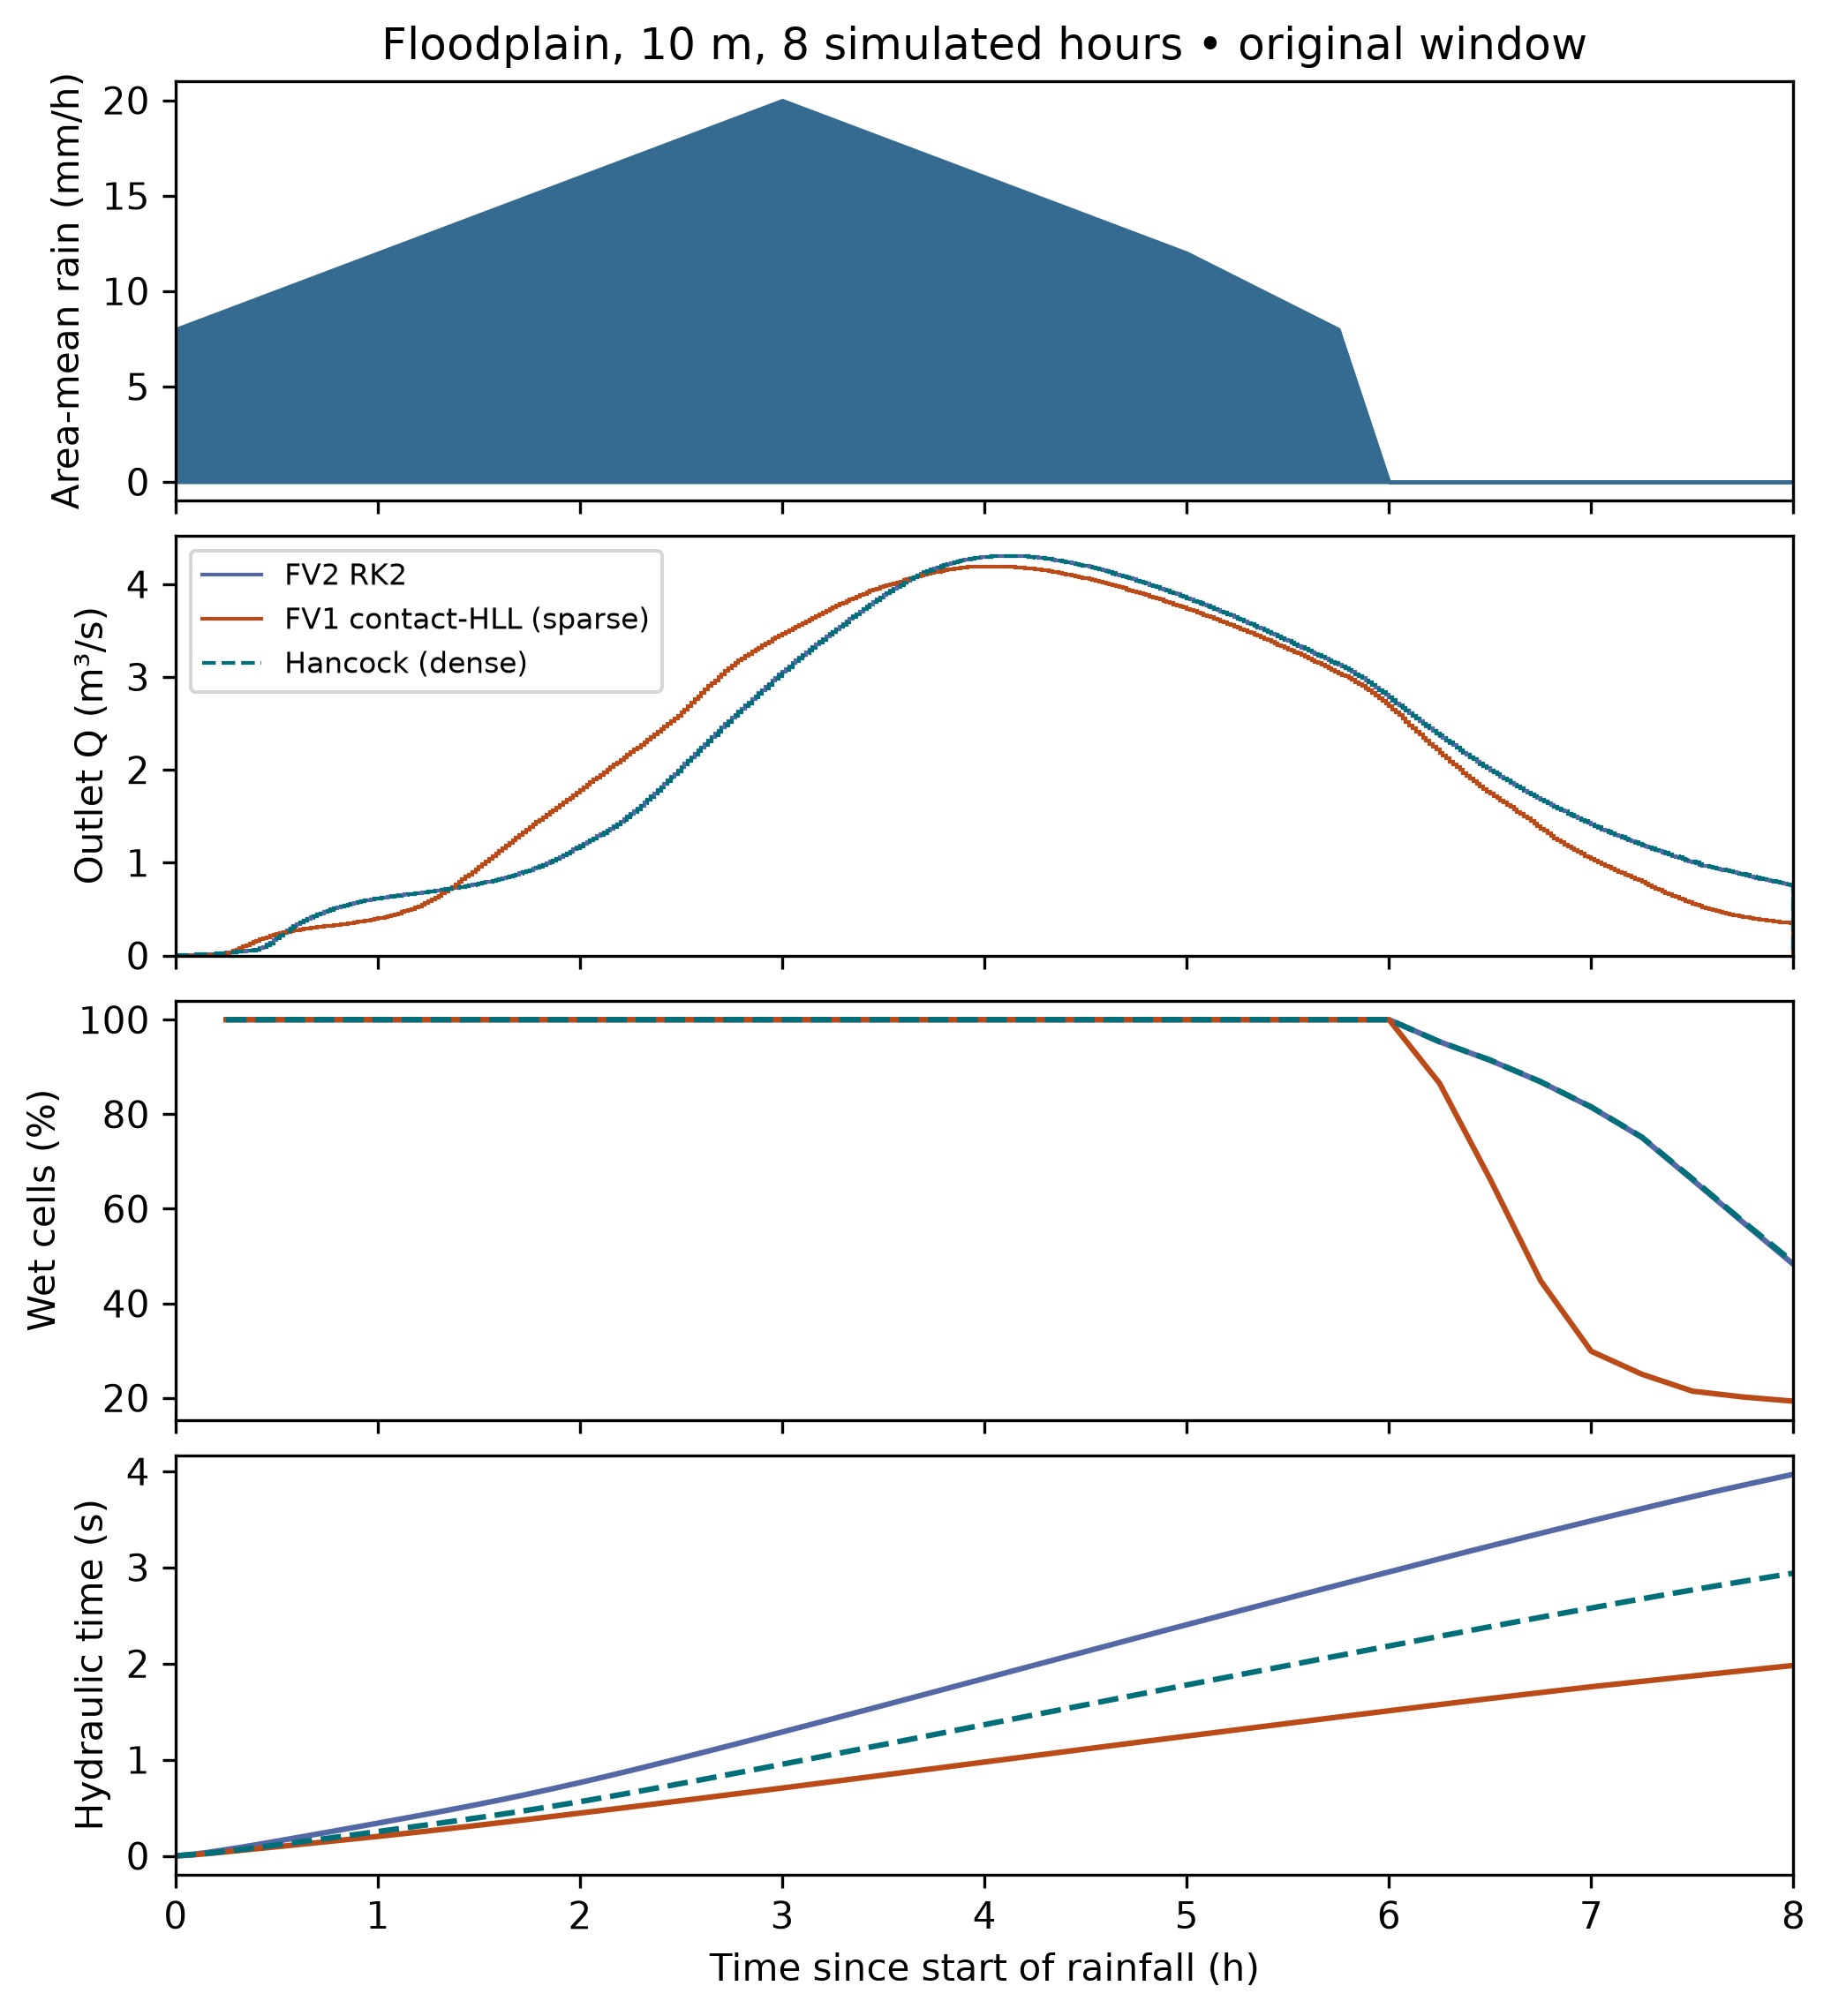 Floodplain, 10 m, 8 simulated hours • original window
Area-mean rain (mm/h)
20
15
10
5
0
Outlet Q (m³/s)
4
3
2
1
0
FV2 RK2
FV1 contact-HLL (sparse)
Hancock (dense)
Wet cells (%)
100
80
60
40
20
Hydraulic time (s)
4
3
2
1
0
0 1 2 3 4 5 6 7 8
Time since start of rainfall (h)